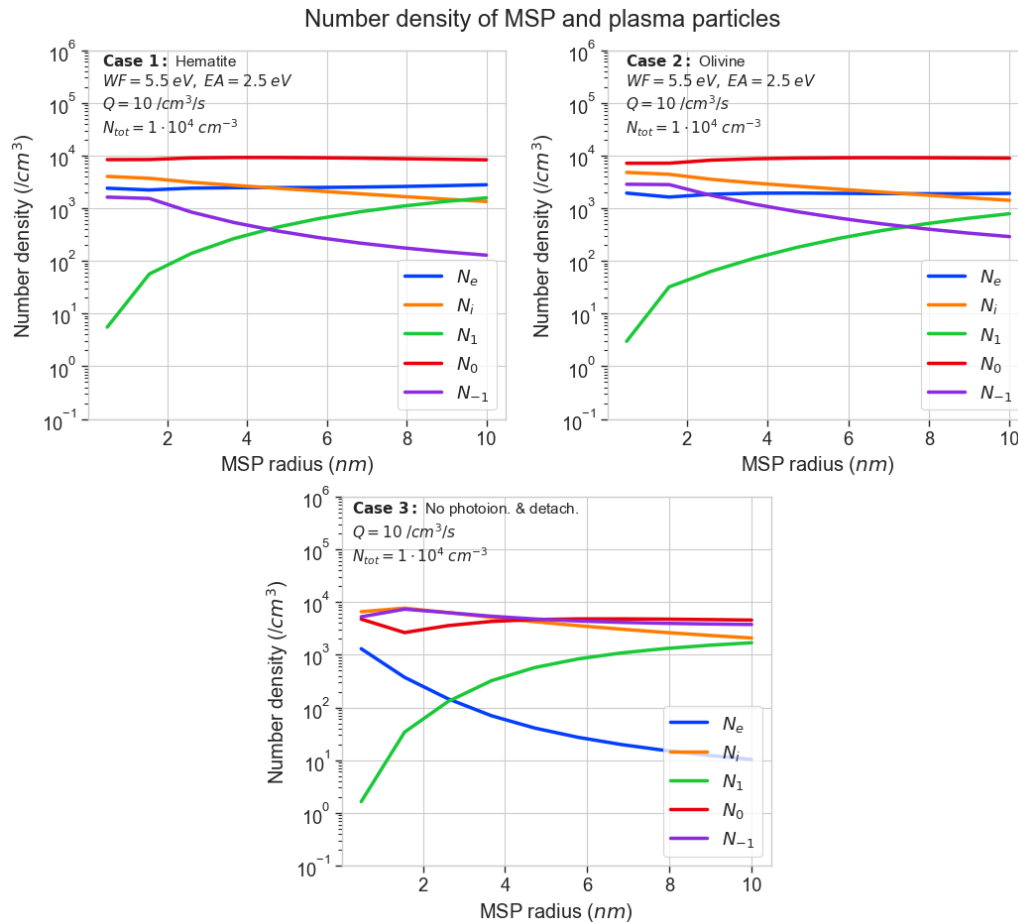 Number density of MSP and plasma particles
Case 1: Hematite
WF = 5.5 eV, EA = 2.5 eV
Q = 10 /cm³/s
N_tot = 1 · 10⁴ cm⁻³
Number density (/cm³)
10⁶
10⁵
10⁴
10³
10²
10¹
10⁰
10⁻¹
N_e
N_i
N_1
N_0
N_−1
2 4 6 8 10
MSP radius (nm)
Case 2: Olivine
WF = 5.5 eV, EA = 2.5 eV
Q = 10 /cm³/s
N_tot = 1 · 10⁴ cm⁻³
Number density (/cm³)
10⁶
10⁵
10⁴
10³
10²
10¹
10⁰
10⁻¹
N_e
N_i
N_1
N_0
N_−1
2 4 6 8 10
MSP radius (nm)
Case 3: No photoion. & detach.
Q = 10 /cm³/s
N_tot = 1 · 10⁴ cm⁻³
Number density (/cm³)
10⁶
10⁵
10⁴
10³
10²
10¹
10⁰
10⁻¹
N_e
N_i
N_1
N_0
N_−1
2 4 6 8 10
MSP radius (nm)